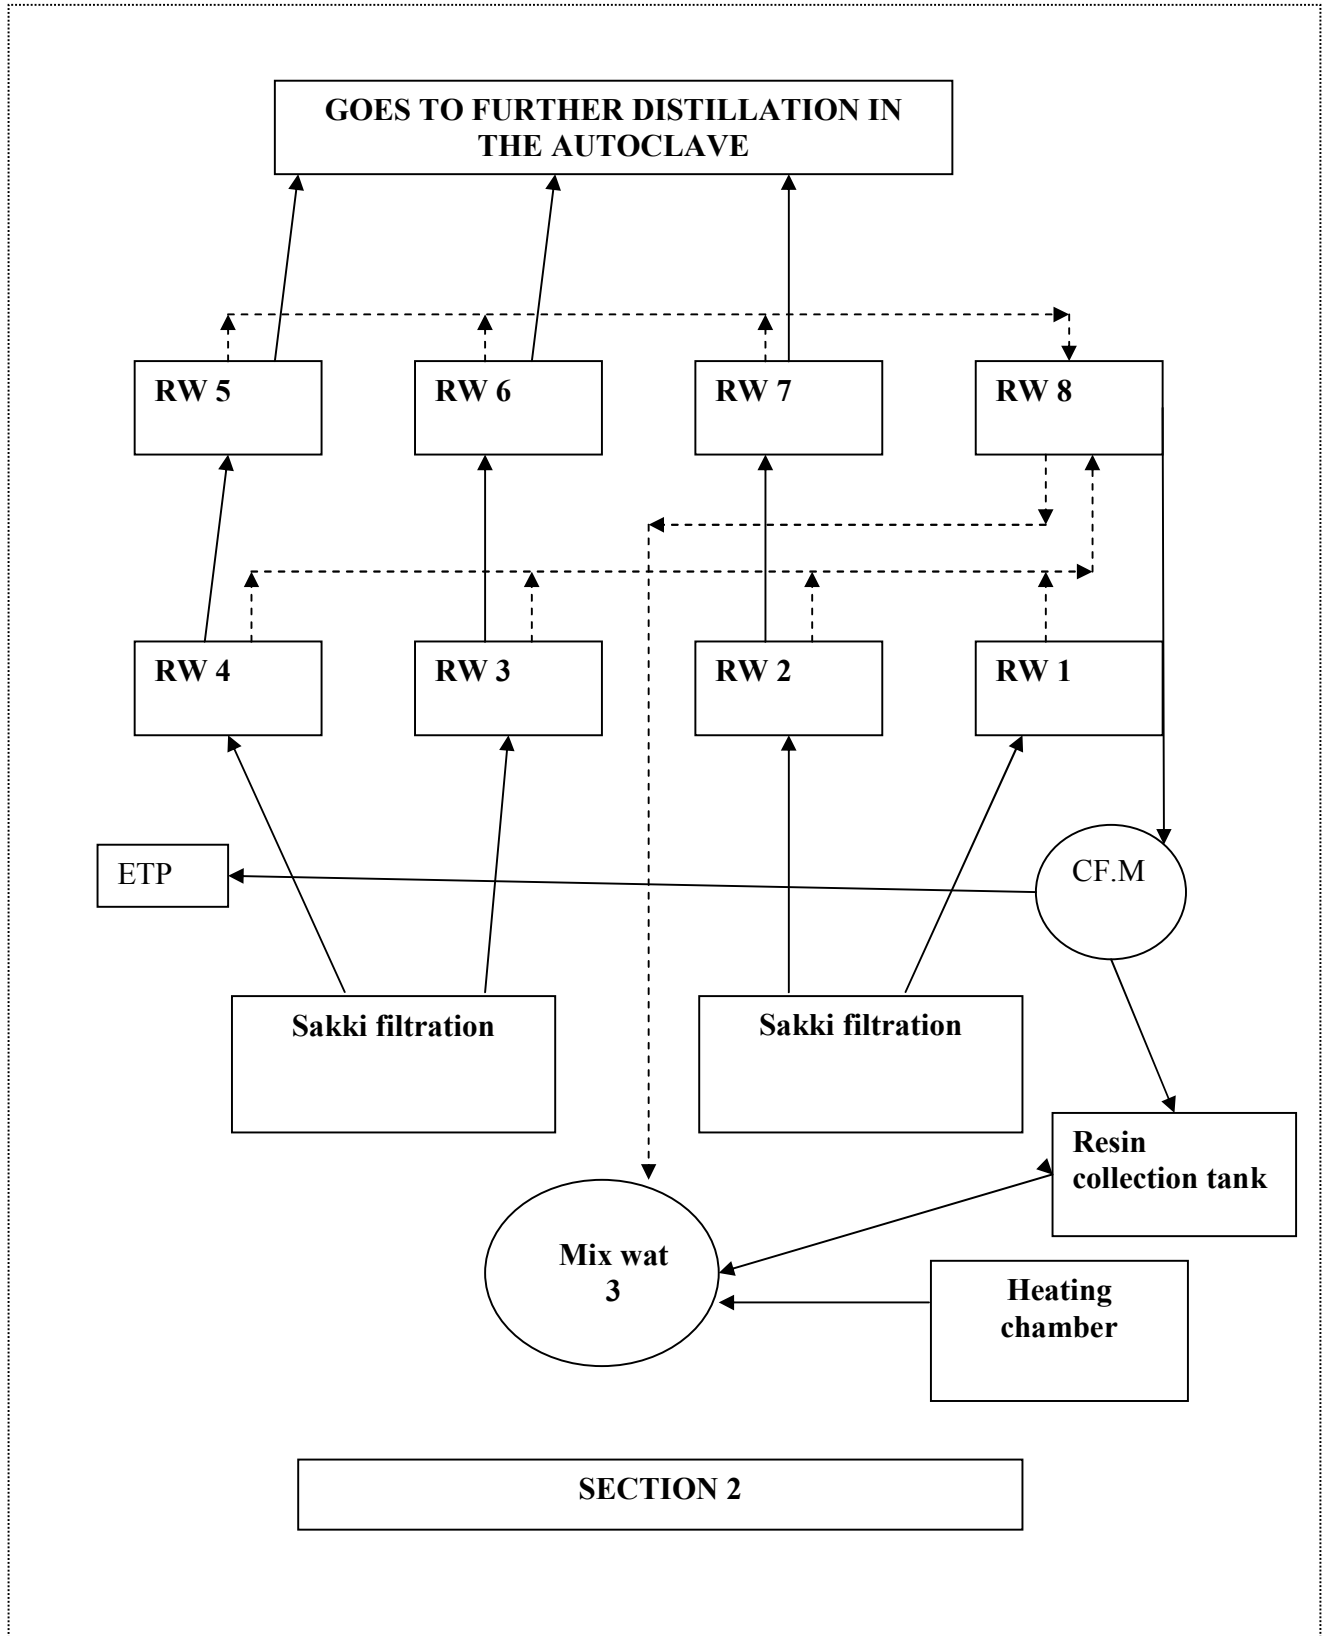 GOES TO FURTHER DISTILLATION IN
THE AUTOCLAVE
RW 5
RW 6
RW 7
RW 8
RW 4
RW 3
RW 2
RW 1
ETP
CF.M
Sakki filtration
Sakki filtration
Resin
collection tank
Mix wat
3
Heating
chamber
SECTION 2